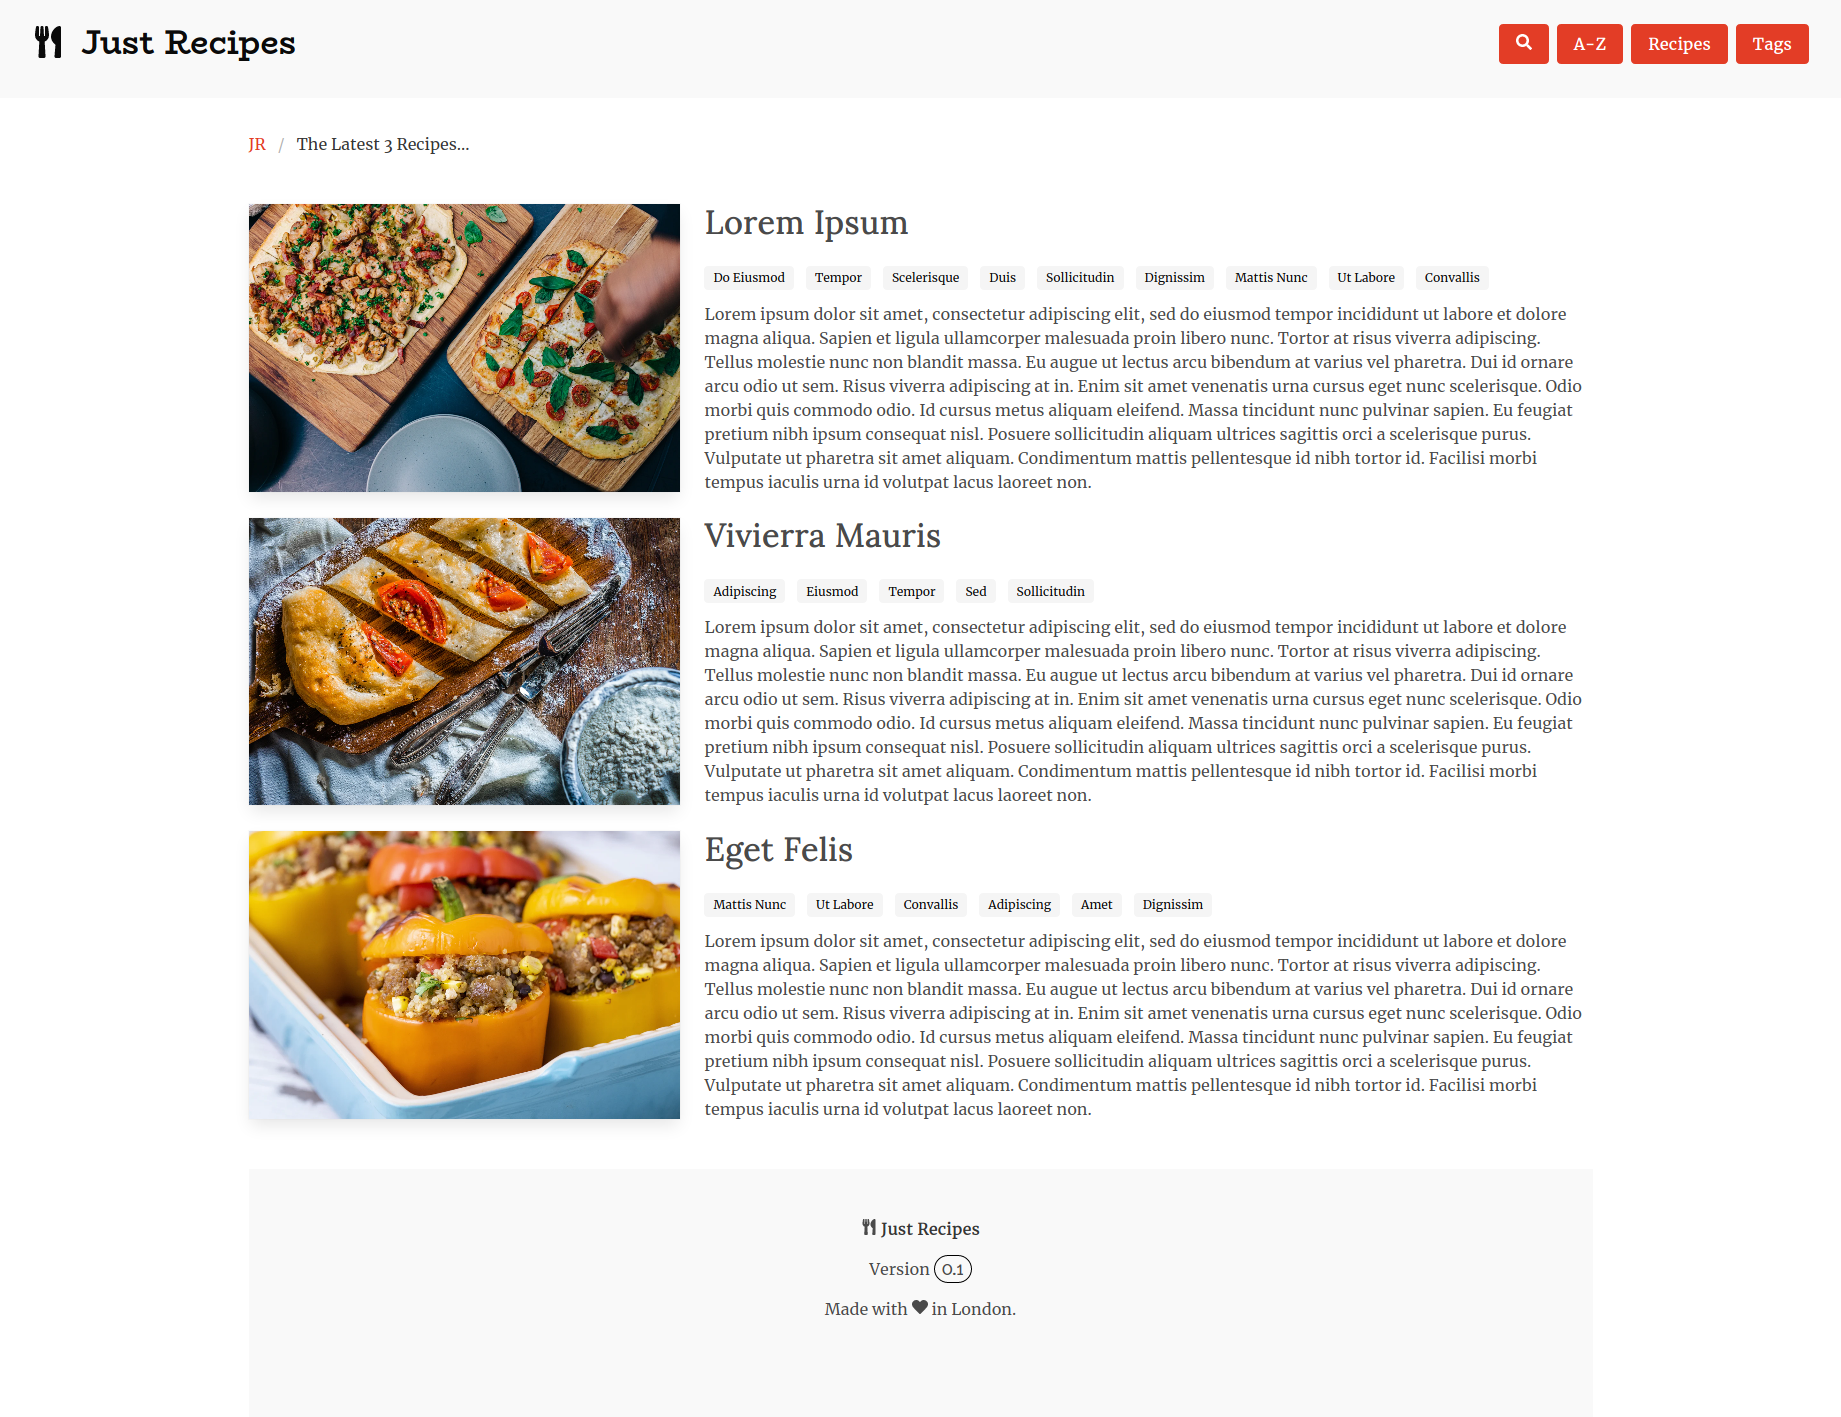 Just Recipes
A-Z Recipes Tags
JR / The Latest 3 Recipes...
Lorem Ipsum
Do Eiusmod Tempor Scelerisque Duis Sollicitudin Dignissim Mattis Nunc Ut Labore Convallis
Lorem ipsum dolor sit amet, consectetur adipiscing elit, sed do eiusmod tempor incididunt ut labore et dolore
magna aliqua. Sapien et ligula ullamcorper malesuada proin libero nunc. Tortor at risus viverra adipiscing.
Tellus molestie nunc non blandit massa. Eu augue ut lectus arcu bibendum at varius vel pharetra. Dui id ornare
arcu odio ut sem. Risus viverra adipiscing at in. Enim sit amet venenatis urna cursus eget nunc scelerisque. Odio
morbi quis commodo odio. Id cursus metus aliquam eleifend. Massa tincidunt nunc pulvinar sapien. Eu feugiat
pretium nibh ipsum consequat nisl. Posuere sollicitudin aliquam ultrices sagittis orci a scelerisque purus.
Vulputate ut pharetra sit amet aliquam. Condimentum mattis pellentesque id nibh tortor id. Facilisi morbi
tempus iaculis urna id volutpat lacus laoreet non.
Vivierra Mauris
Adipiscing Eiusmod Tempor Sed Sollicitudin
Lorem ipsum dolor sit amet, consectetur adipiscing elit, sed do eiusmod tempor incididunt ut labore et dolore
magna aliqua. Sapien et ligula ullamcorper malesuada proin libero nunc. Tortor at risus viverra adipiscing.
Tellus molestie nunc non blandit massa. Eu augue ut lectus arcu bibendum at varius vel pharetra. Dui id ornare
arcu odio ut sem. Risus viverra adipiscing at in. Enim sit amet venenatis urna cursus eget nunc scelerisque. Odio
morbi quis commodo odio. Id cursus metus aliquam eleifend. Massa tincidunt nunc pulvinar sapien. Eu feugiat
pretium nibh ipsum consequat nisl. Posuere sollicitudin aliquam ultrices sagittis orci a scelerisque purus.
Vulputate ut pharetra sit amet aliquam. Condimentum mattis pellentesque id nibh tortor id. Facilisi morbi
tempus iaculis urna id volutpat lacus laoreet non.
Eget Felis
Mattis Nunc Ut Labore Convallis Adipiscing Amet Dignissim
Lorem ipsum dolor sit amet, consectetur adipiscing elit, sed do eiusmod tempor incididunt ut labore et dolore
magna aliqua. Sapien et ligula ullamcorper malesuada proin libero nunc. Tortor at risus viverra adipiscing.
Tellus molestie nunc non blandit massa. Eu augue ut lectus arcu bibendum at varius vel pharetra. Dui id ornare
arcu odio ut sem. Risus viverra adipiscing at in. Enim sit amet venenatis urna cursus eget nunc scelerisque. Odio
morbi quis commodo odio. Id cursus metus aliquam eleifend. Massa tincidunt nunc pulvinar sapien. Eu feugiat
pretium nibh ipsum consequat nisl. Posuere sollicitudin aliquam ultrices sagittis orci a scelerisque purus.
Vulputate ut pharetra sit amet aliquam. Condimentum mattis pellentesque id nibh tortor id. Facilisi morbi
tempus iaculis urna id volutpat lacus laoreet non.
Just Recipes
Version 0.1
Made with ♥ in London.